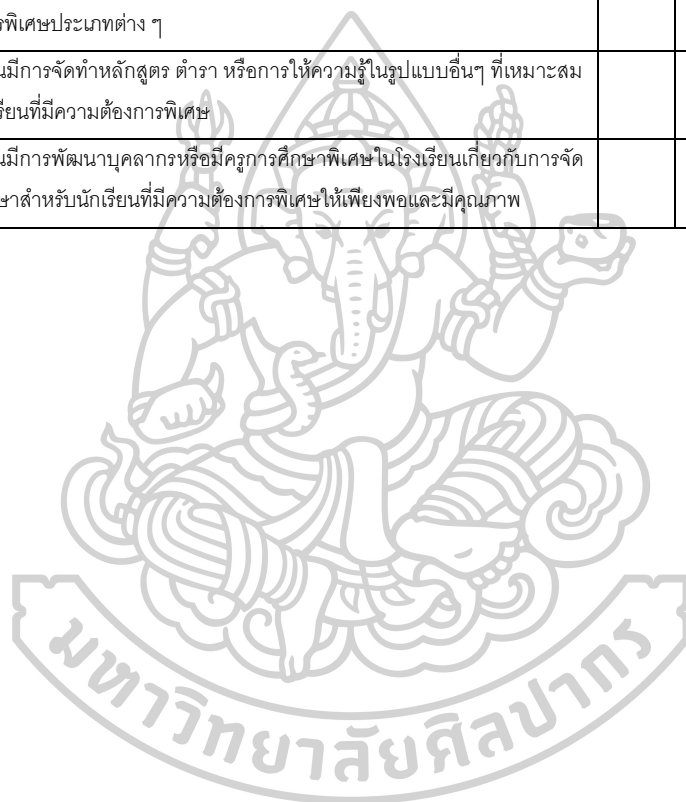 รพิเศษประเภทต่าง ๆ
นมีการจัดทำหลักสูตร ตำรา หรือการให้ความรู้ในรูปแบบอื่นๆ ที่เหมาะสม
รียนที่มีความต้องการพิเศษ
นมีการพัฒนาบุคลากรหรือมีครูการศึกษาพิเศษในโรงเรียนเกี่ยวกับการจัด
ษาสำหรับนักเรียนที่มีความต้องการพิเศษให้เพียงพอและมีคุณภาพ
มหาวิทยาลัยศิลปากร